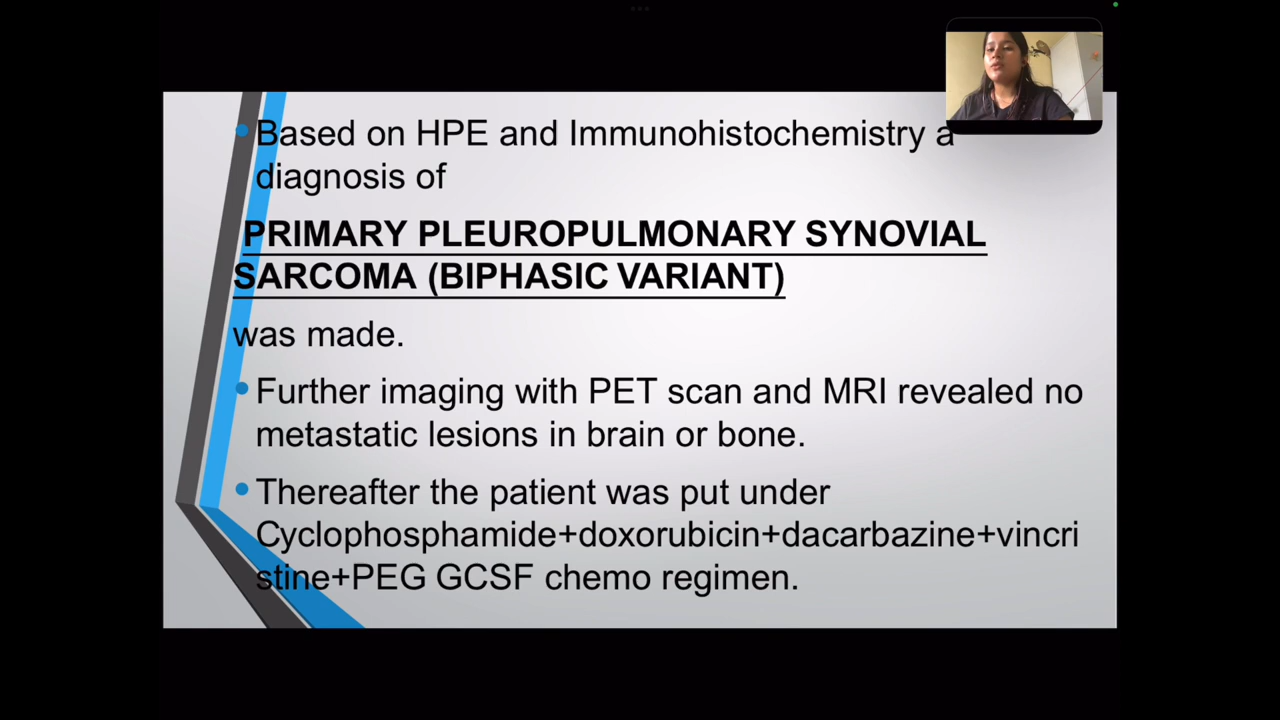 Based on HPE and Immunohistochemistry a
diagnosis of
PRIMARY PLEUROPULMONARY SYNOVIAL
SARCOMA (BIPHASIC VARIANT)
was made.
Further imaging with PET scan and MRI revealed no
metastatic lesions in brain or bone.
Thereafter the patient was put under
Cyclophosphamide+doxorubicin+dacarbazine+vincri
stine+PEG GCSF chemo regimen.